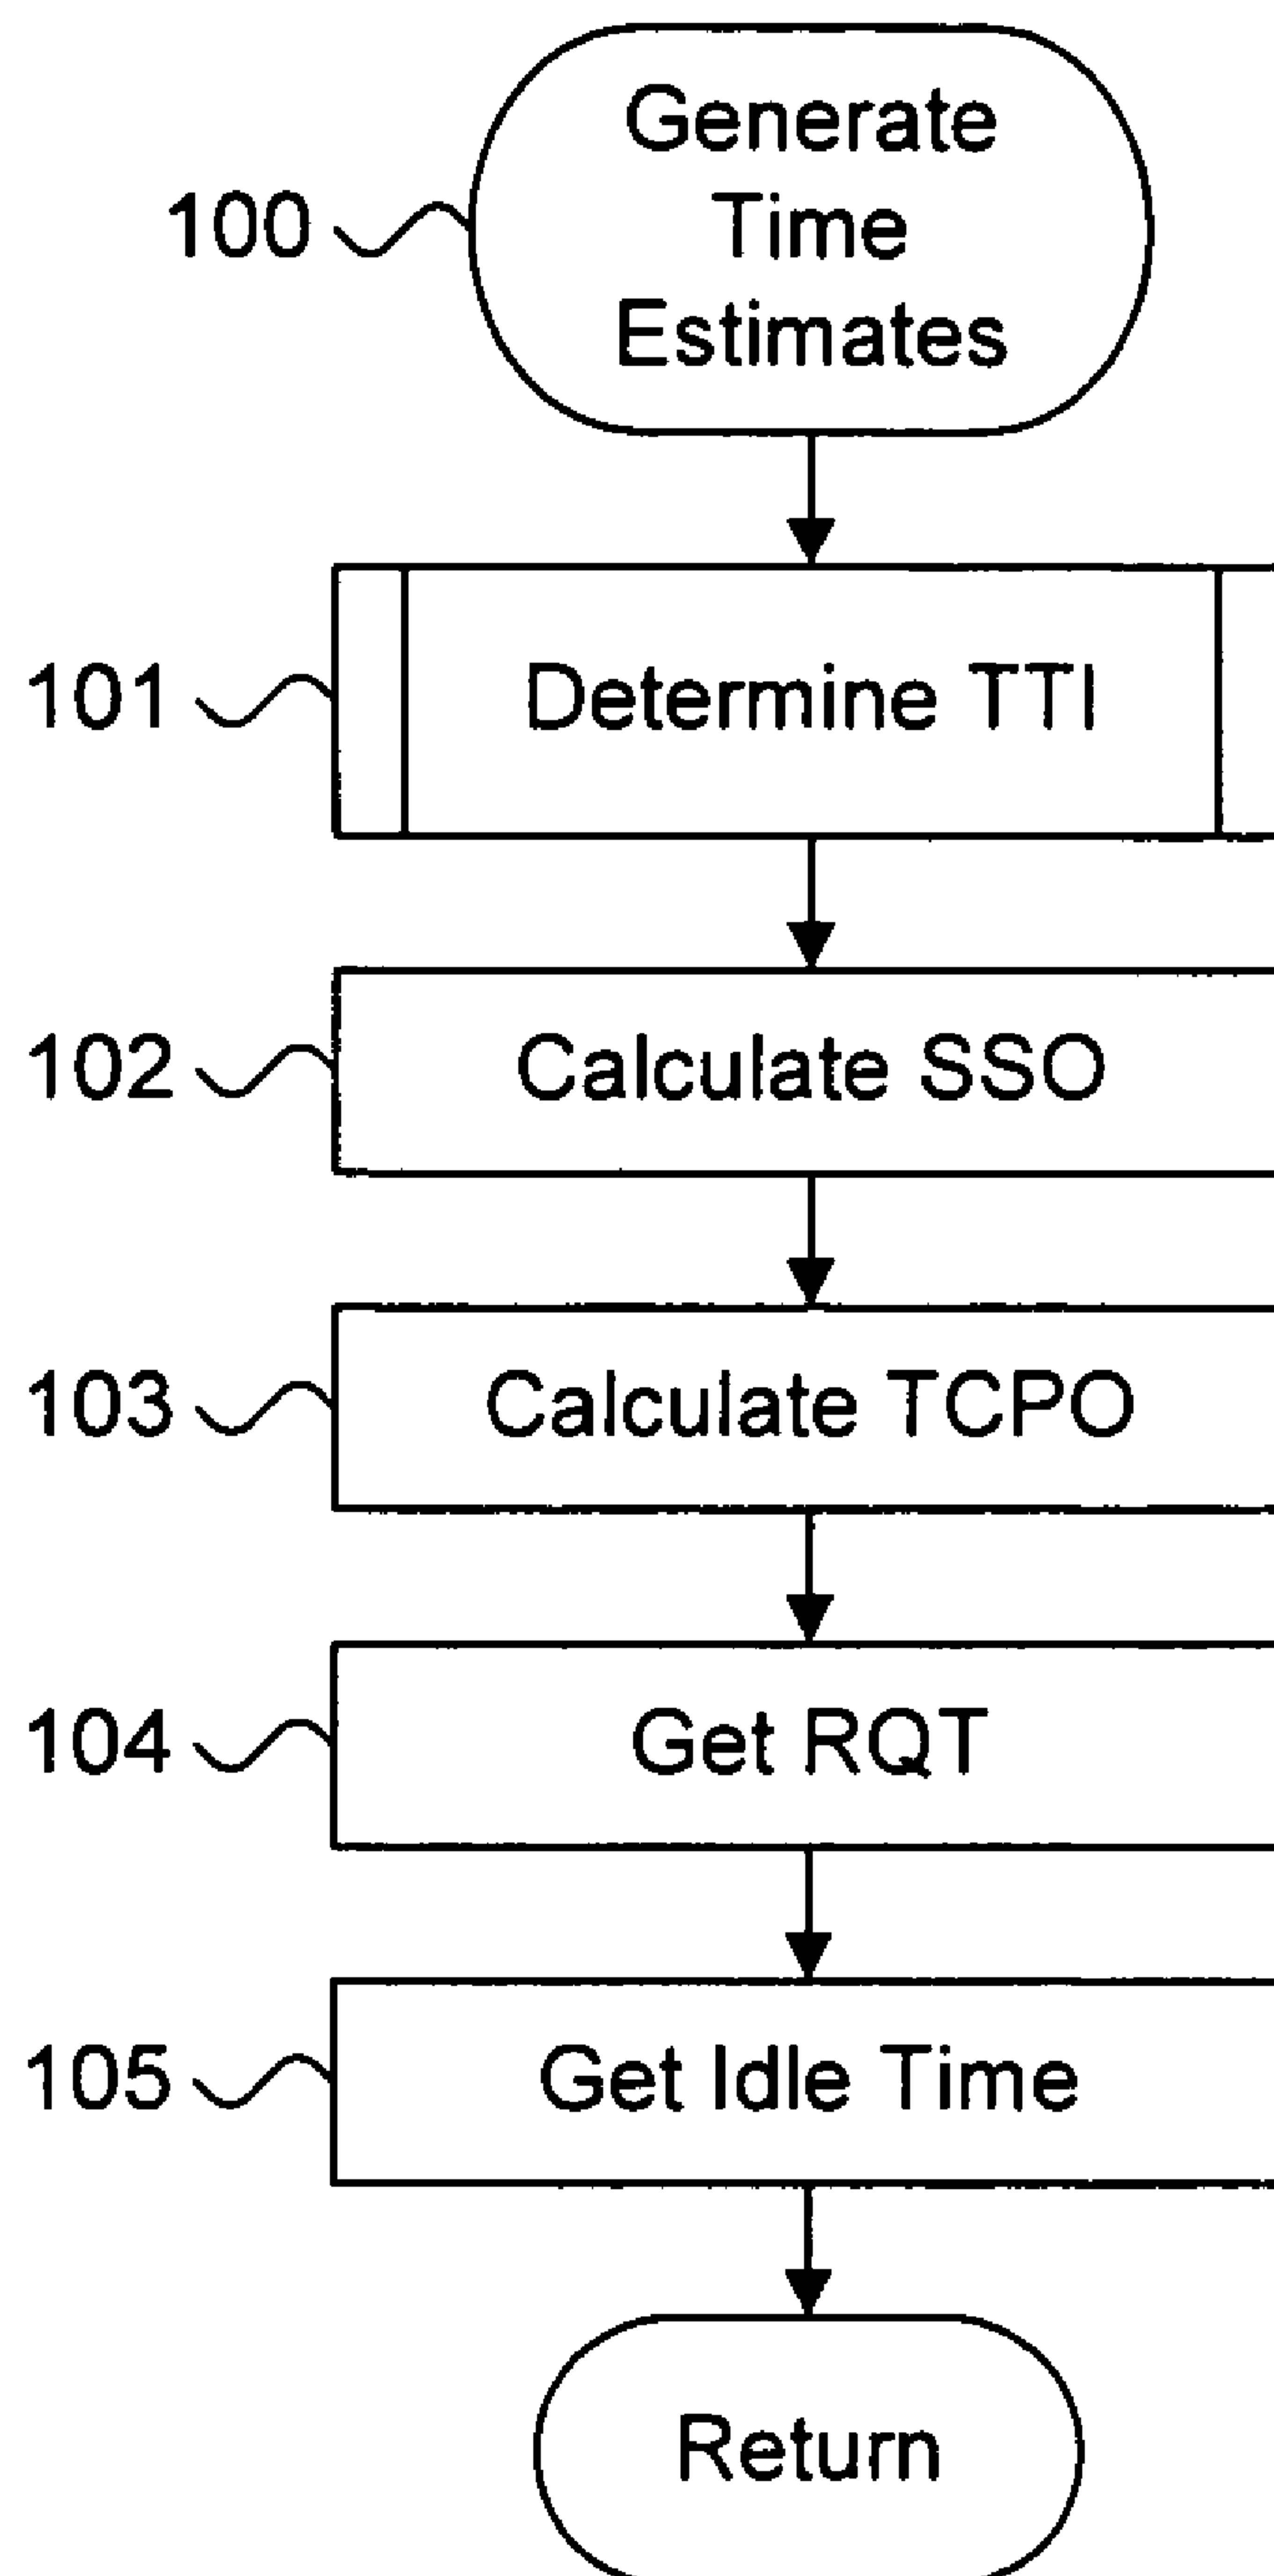 Generate
Time
Estimates
100
101
Determine TTI
102
Calculate SSO
103
Calculate TCPO
104
Get RQT
105
Get Idle Time
Return